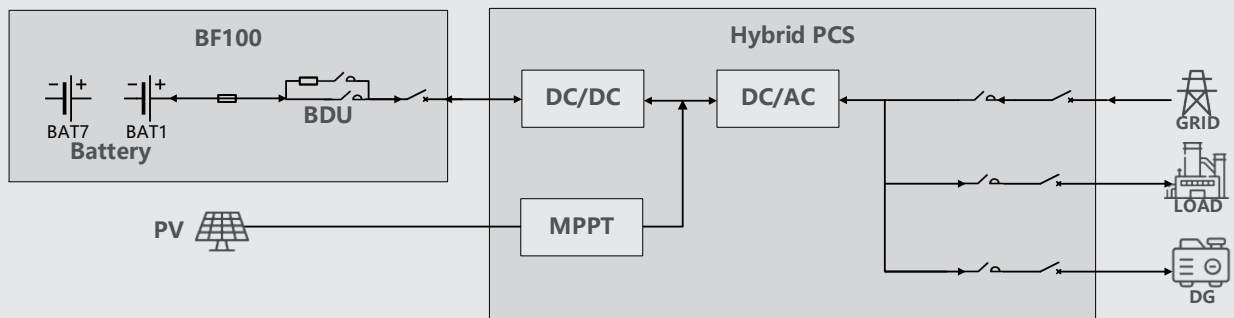 BF100
Hybrid PCS
− +
− +
BAT7
BAT1
Battery
BDU
DC/DC
DC/AC
GRID
LOAD
PV
MPPT
DG